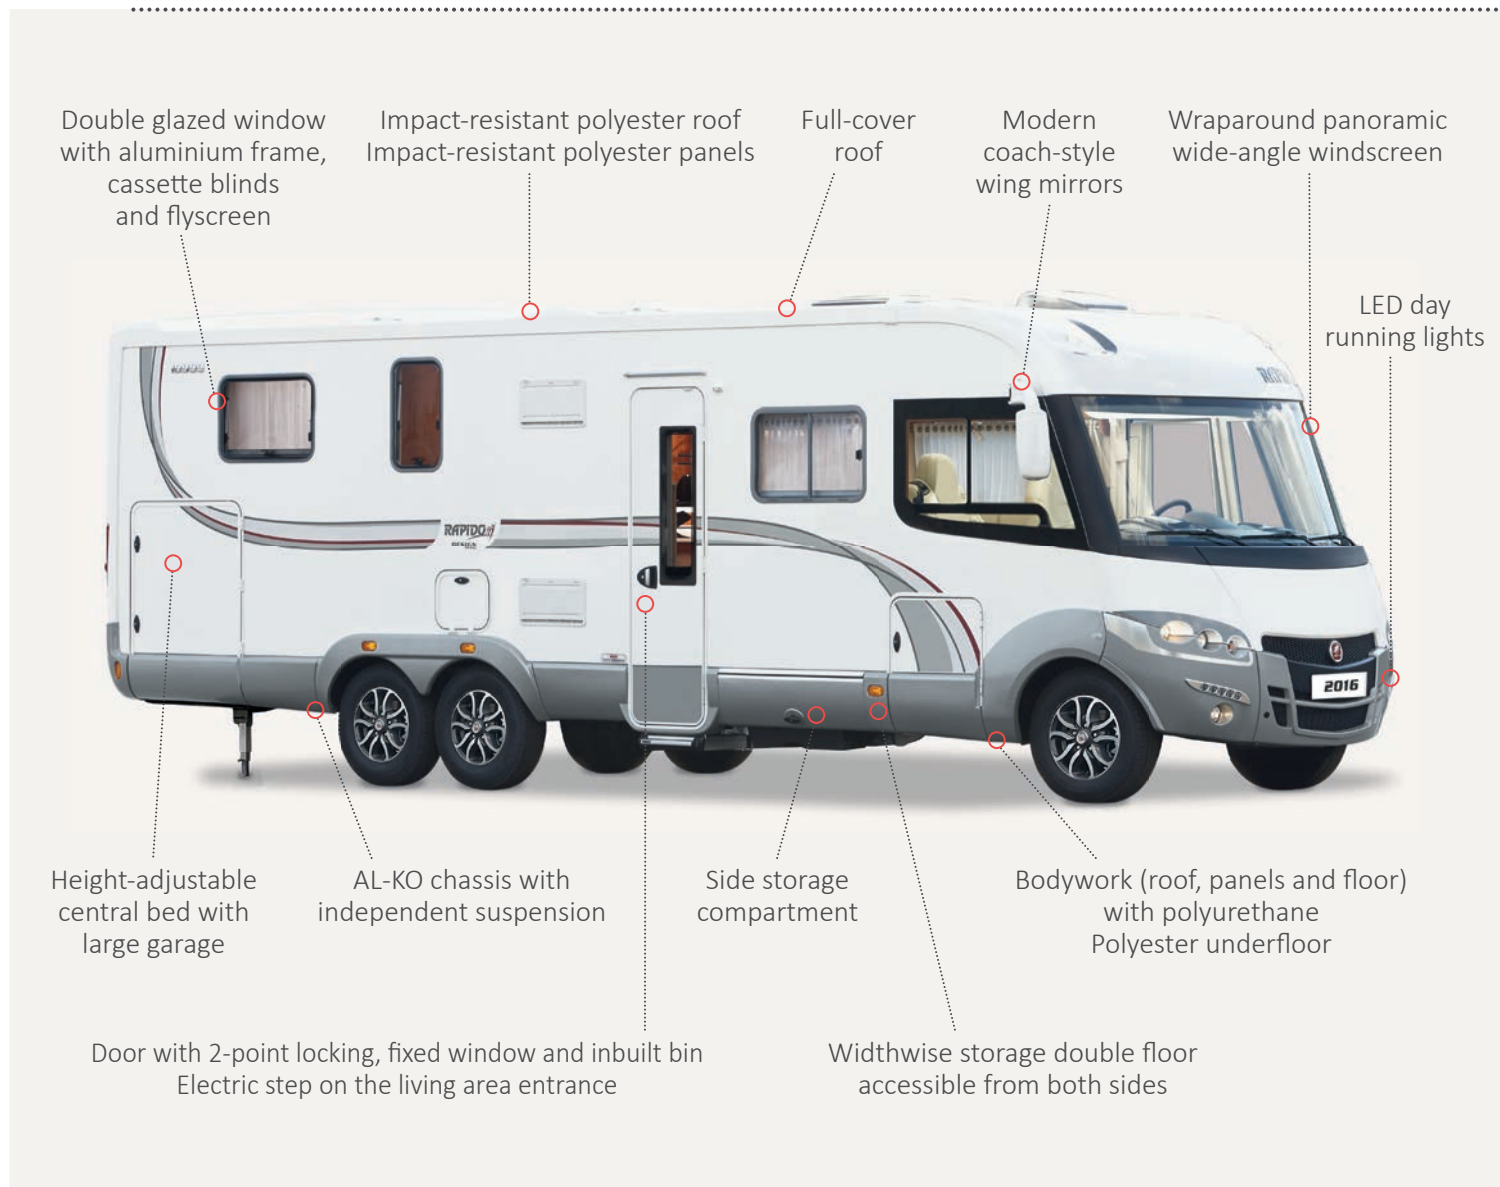 Double glazed window
with aluminium frame,
cassette blinds
and flyscreen
Impact-resistant polyester roof
Impact-resistant polyester panels
Full-cover
roof
Modern
coach-style
wing mirrors
Wraparound panoramic
wide-angle windscreen
LED day
running lights
RAPIDO
DESIGN
2016
Height-adjustable
central bed with
large garage
AL-KO chassis with
independent suspension
Side storage
compartment
Bodywork (roof, panels and floor)
with polyurethane
Polyester underfloor
Door with 2-point locking, fixed window and inbuilt bin
Electric step on the living area entrance
Widthwise storage double floor
accessible from both sides